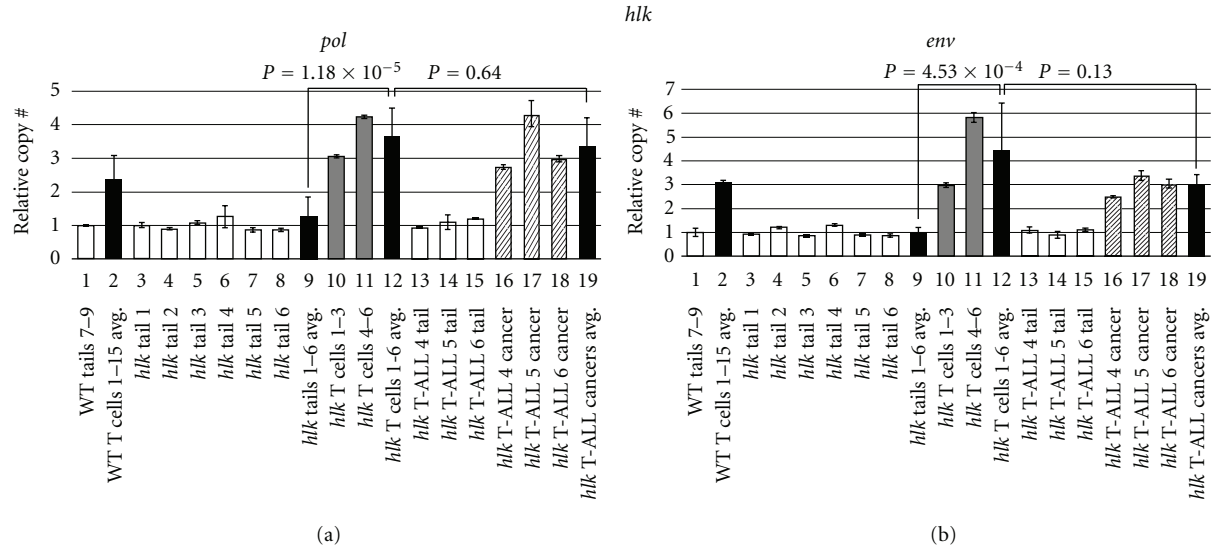 hlk
pol
P = 1.18 × 10⁻⁵ P = 0.64
Relative copy #
5
4
3
2
1
0
1 2 3 4 5 6 7 8 9 10 11 12 13 14 15 16 17 18 19
WT tails 7–9
WT T cells 1–15 avg.
hlk tail 1
hlk tail 2
hlk tail 3
hlk tail 4
hlk tail 5
hlk tail 6
hlk tails 1–6 avg.
hlk T cells 1–3
hlk T cells 4–6
hlk T cells 1-6 avg.
hlk T-ALL 4 tail
hlk T-ALL 5 tail
hlk T-ALL 6 tail
hlk T-ALL 4 cancer
hlk T-ALL 5 cancer
hlk T-ALL 6 cancer
hlk T-ALL cancers avg.
(a)
env
P = 4.53 × 10⁻⁴ P = 0.13
Relative copy #
7
6
5
4
3
2
1
0
1 2 3 4 5 6 7 8 9 10 11 12 13 14 15 16 17 18 19
WT tails 7–9
WT T cells 1–15 avg.
hlk tail 1
hlk tail 2
hlk tail 3
hlk tail 4
hlk tail 5
hlk tail 6
hlk tails 1–6 avg.
hlk T cells 1–3
hlk T cells 4–6
hlk T cells 1-6 avg.
hlk T-ALL 4 tail
hlk T-ALL 5 tail
hlk T-ALL 6 tail
hlk T-ALL 4 cancer
hlk T-ALL 5 cancer
hlk T-ALL 6 cancer
hlk T-ALL cancers avg.
(b)